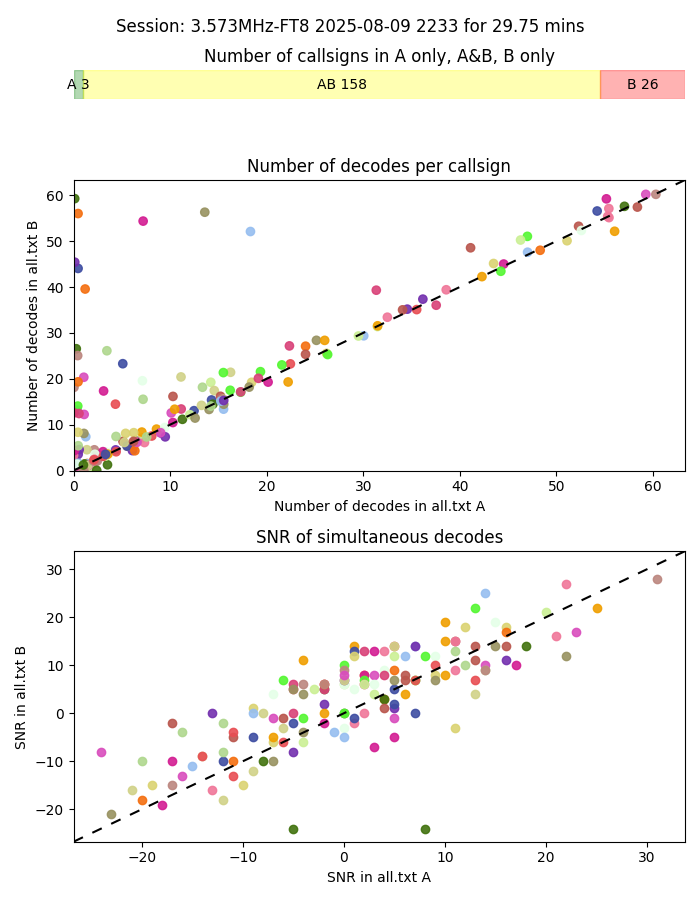 Session: 3.573MHz-FT8 2025-08-09 2233 for 29.75 mins
Number of callsigns in A only, A&B, B only
A 3 AB 158 B 26
Number of decodes per callsign
60
50
40
30
20
10
0
Number of decodes in all.txt B
0 10 20 30 40 50 60
Number of decodes in all.txt A
SNR of simultaneous decodes
30
20
10
0
−10
−20
SNR in all.txt B
−20 −10 0 10 20 30
SNR in all.txt A